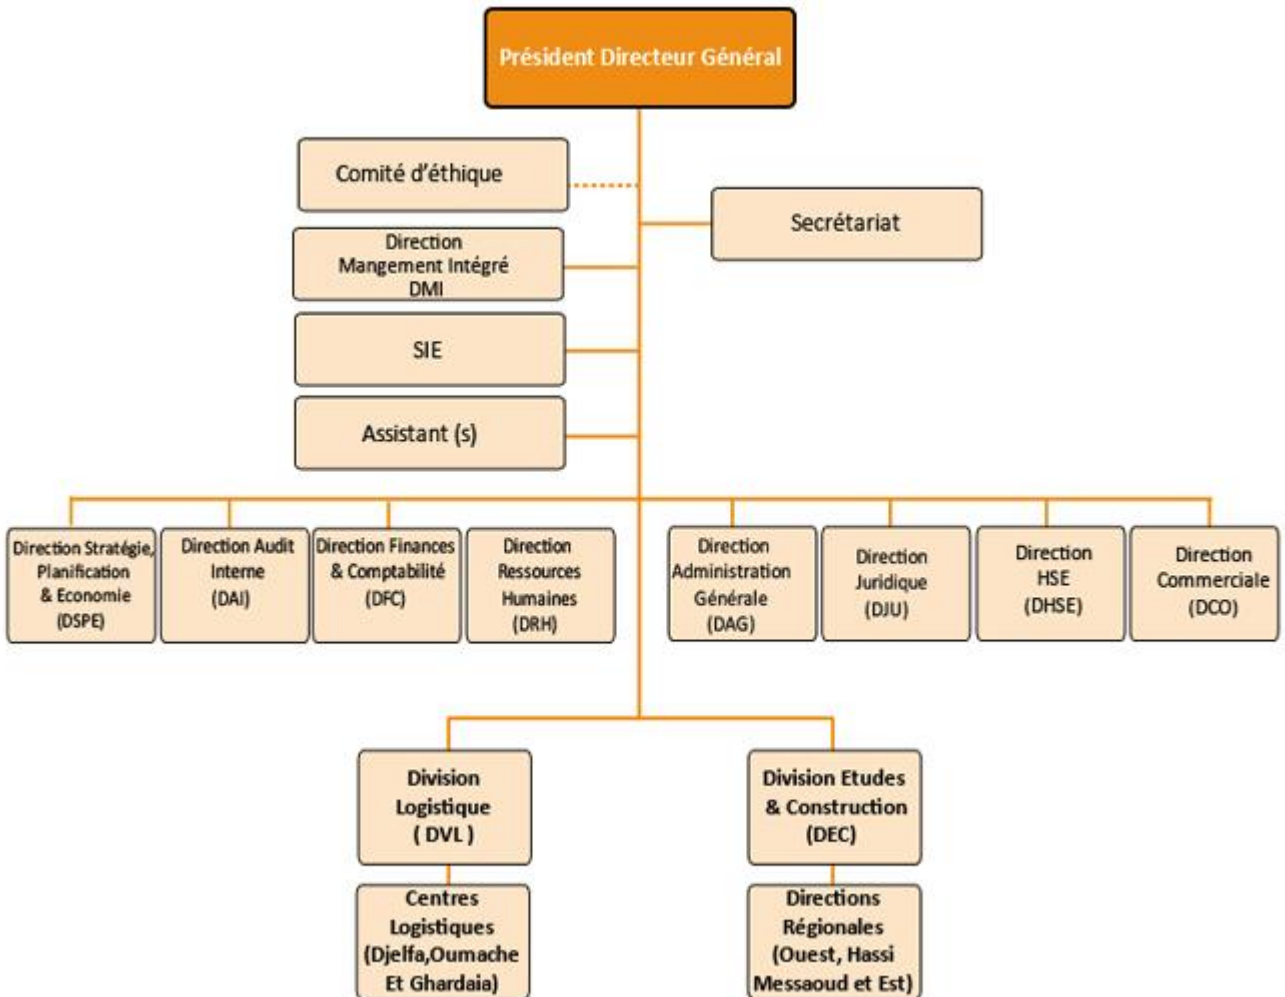 Président Directeur Général
Comité d'éthique
Secrétariat
Direction
Mangement Intégré
DMI
SIE
Assistant (s)
Direction Stratégie,
Planification
& Economie
(DSPE)
Direction Audit
Interne
(DAI)
Direction Finances
& Comptabilité
(DFC)
Direction
Ressources
Humaines
(DRH)
Direction
Administration
Générale
(DAG)
Direction
Juridique
(DJU)
Direction
HSE
(DHSE)
Direction
Commerciale
(DCO)
Division
Logistique
( DVL )
Division Etudes
& Construction
(DEC)
Centres
Logistiques
(Djelfa,Oumache
Et Ghardaia)
Directions
Régionales
(Ouest, Hassi
Messaoud et Est)